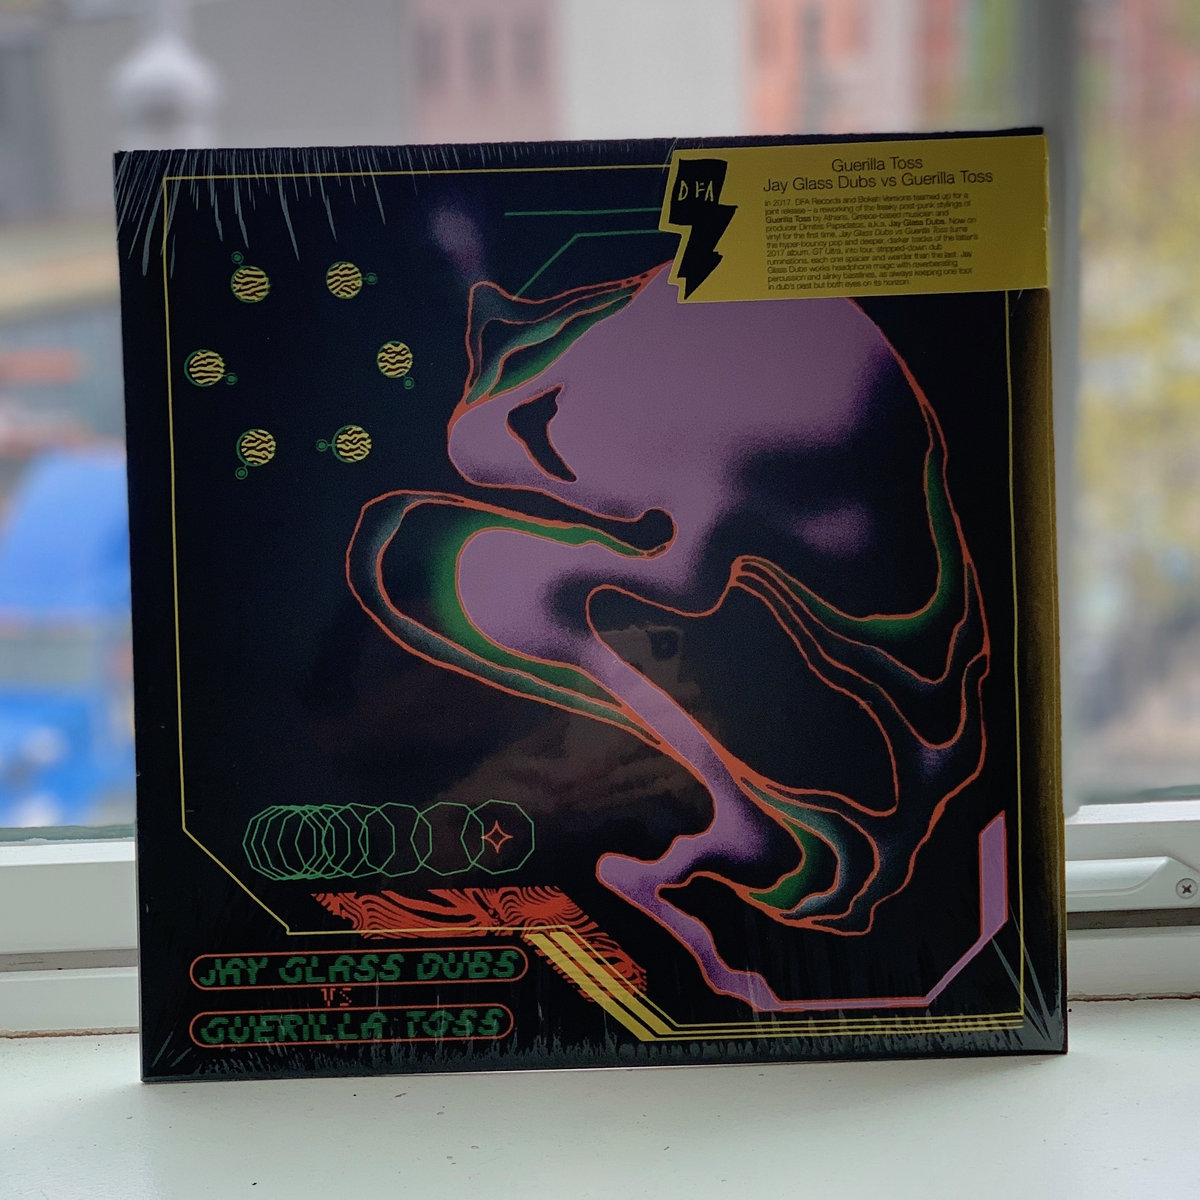 DFA
Guerilla Toss
Jay Glass Dubs vs Guerilla Toss
In 2017, DFA Records and Bokeh Versions teamed up for a
joint release – a reworking of the freaky post-punk stylings of
Guerilla Toss by Athens, Greece-based musician and
producer Dimitris Papadatos, a.k.a. Jay Glass Dubs. Now on
vinyl for the first time, Jay Glass Dubs vs Guerilla Toss turns
the hyper-bouncy pop and deeper, darker tracks of the latter's
2017 album, GT Ultra, into four, stripped-down dub
ruminations, each one spacier and weirder than the last. Jay
Glass Dubs works headphone magic with reverberating
percussion and slinky basslines, as always keeping one foot
in dub's past but both eyes on its horizon.
JAY GLASS DUBS
VS
GUERILLA TOSS